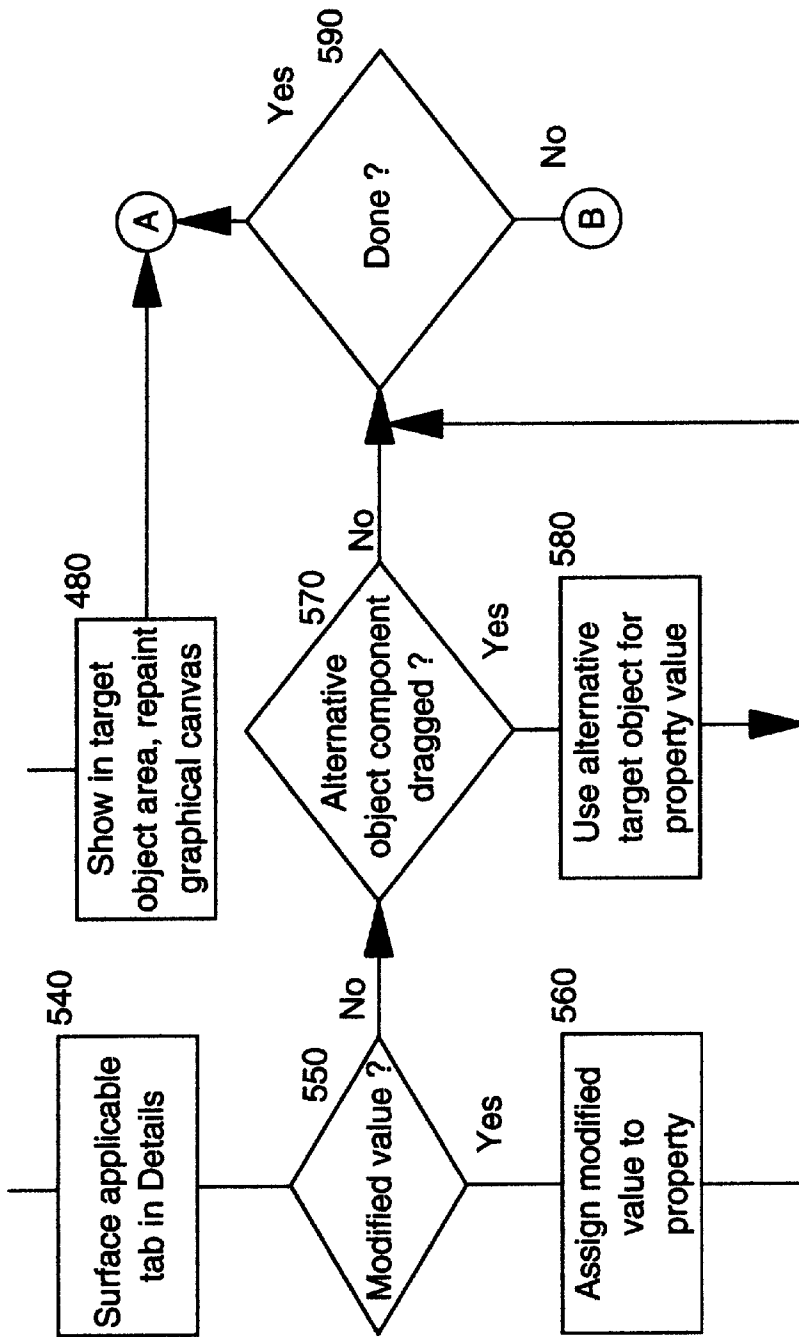 540
Surface applicable
tab in Details
550
Modified value ?
No
Yes
560
Assign modified
value to
property
480
Show in target
object area, repaint
graphical canvas
570
Alternative
object component
dragged ?
No
Yes
580
Use alternative
target object for
property value
A
590
Yes
Done ?
No
B